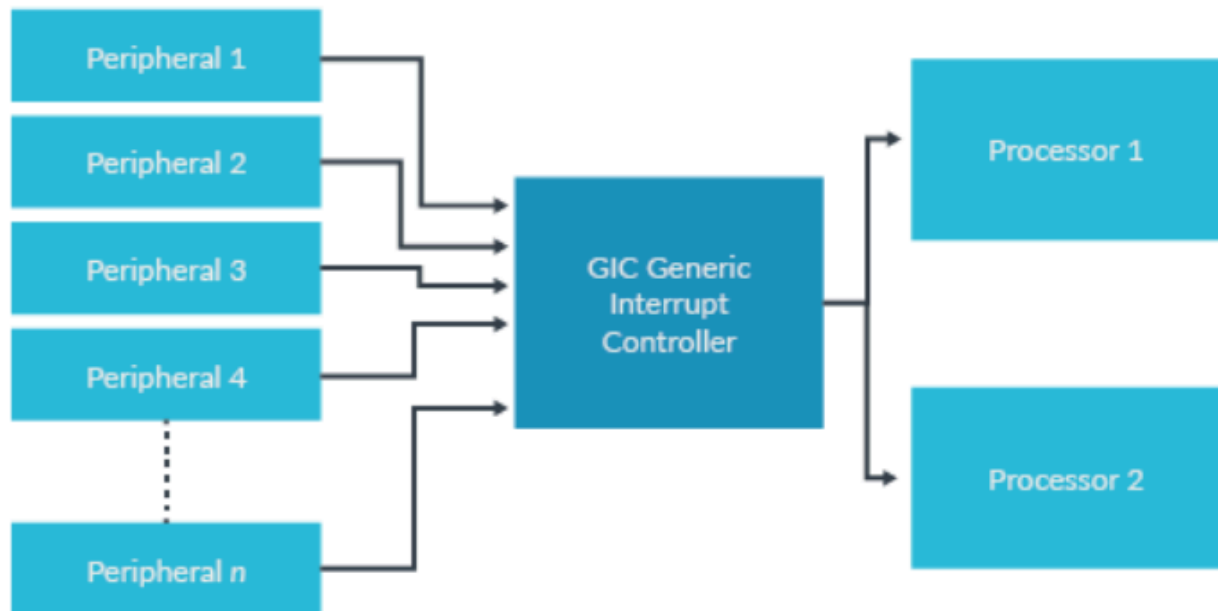 Peripheral 1
Peripheral 2
Peripheral 3
Peripheral 4
Peripheral n
GIC Generic
Interrupt
Controller
Processor 1
Processor 2